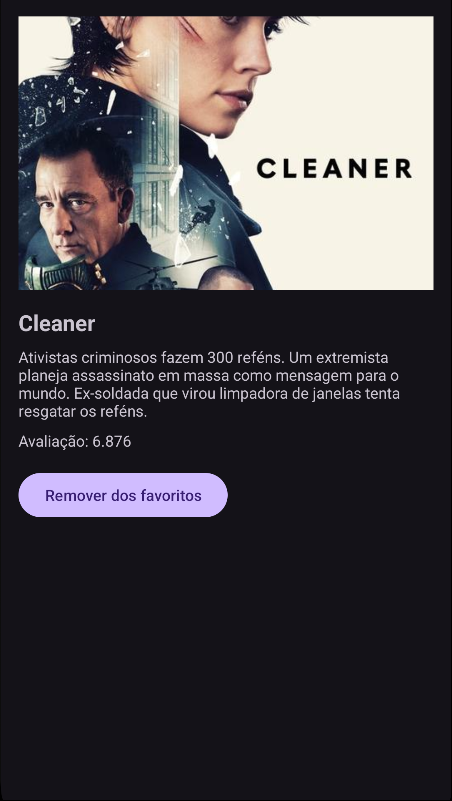 CLEANER
Cleaner
Ativistas criminosos fazem 300 reféns. Um extremista
planeja assassinato em massa como mensagem para o
mundo. Ex-soldada que virou limpadora de janelas tenta
resgatar os reféns.
Avaliação: 6.876
Remover dos favoritos